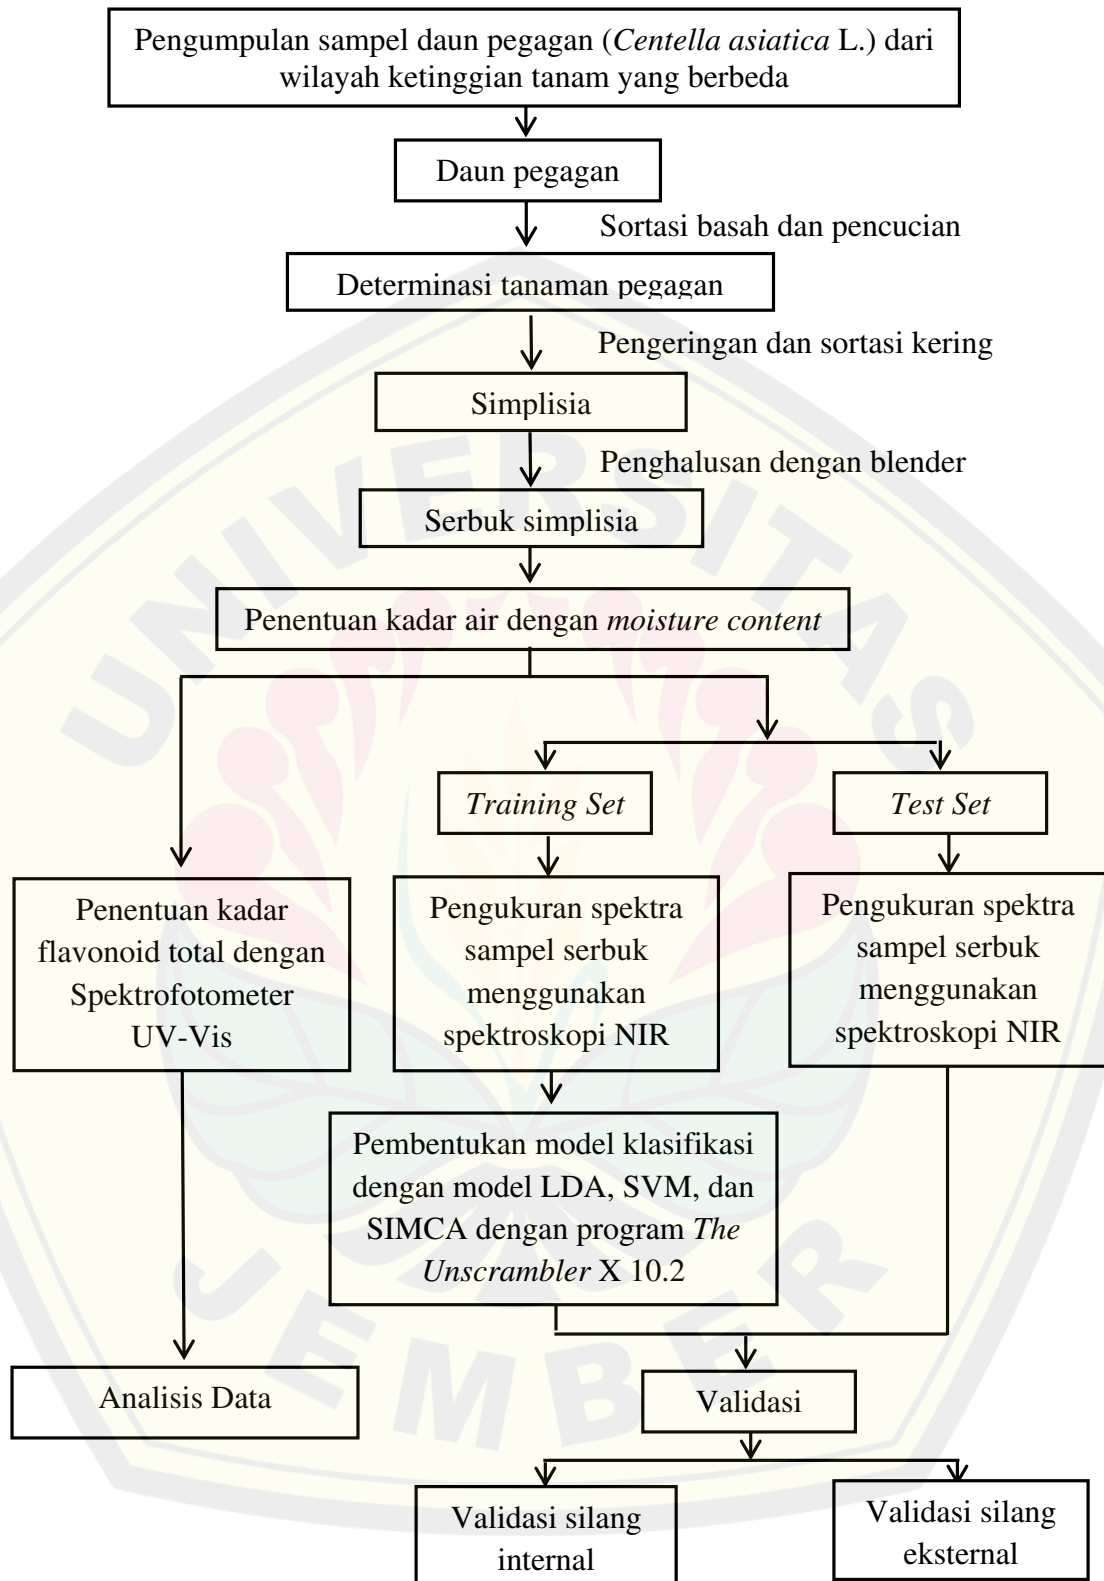 Pengumpulan sampel daun pegagan (Centella asiatica L.) dari
wilayah ketinggian tanam yang berbeda
Daun pegagan
Sortasi basah dan pencucian
Determinasi tanaman pegagan
Pengeringan dan sortasi kering
Simplisia
Penghalusan dengan blender
Serbuk simplisia
Penentuan kadar air dengan moisture content
Training Set
Test Set
Penentuan kadar
flavonoid total dengan
Spektrofotometer
UV-Vis
Pengukuran spektra
sampel serbuk
menggunakan
spektroskopi NIR
Pengukuran spektra
sampel serbuk
menggunakan
spektroskopi NIR
Pembentukan model klasifikasi
dengan model LDA, SVM, dan
SIMCA dengan program The
Unscrambler X 10.2
Analisis Data
Validasi
Validasi silang
internal
Validasi silang
eksternal
UNIVERSITAS
JEMBER